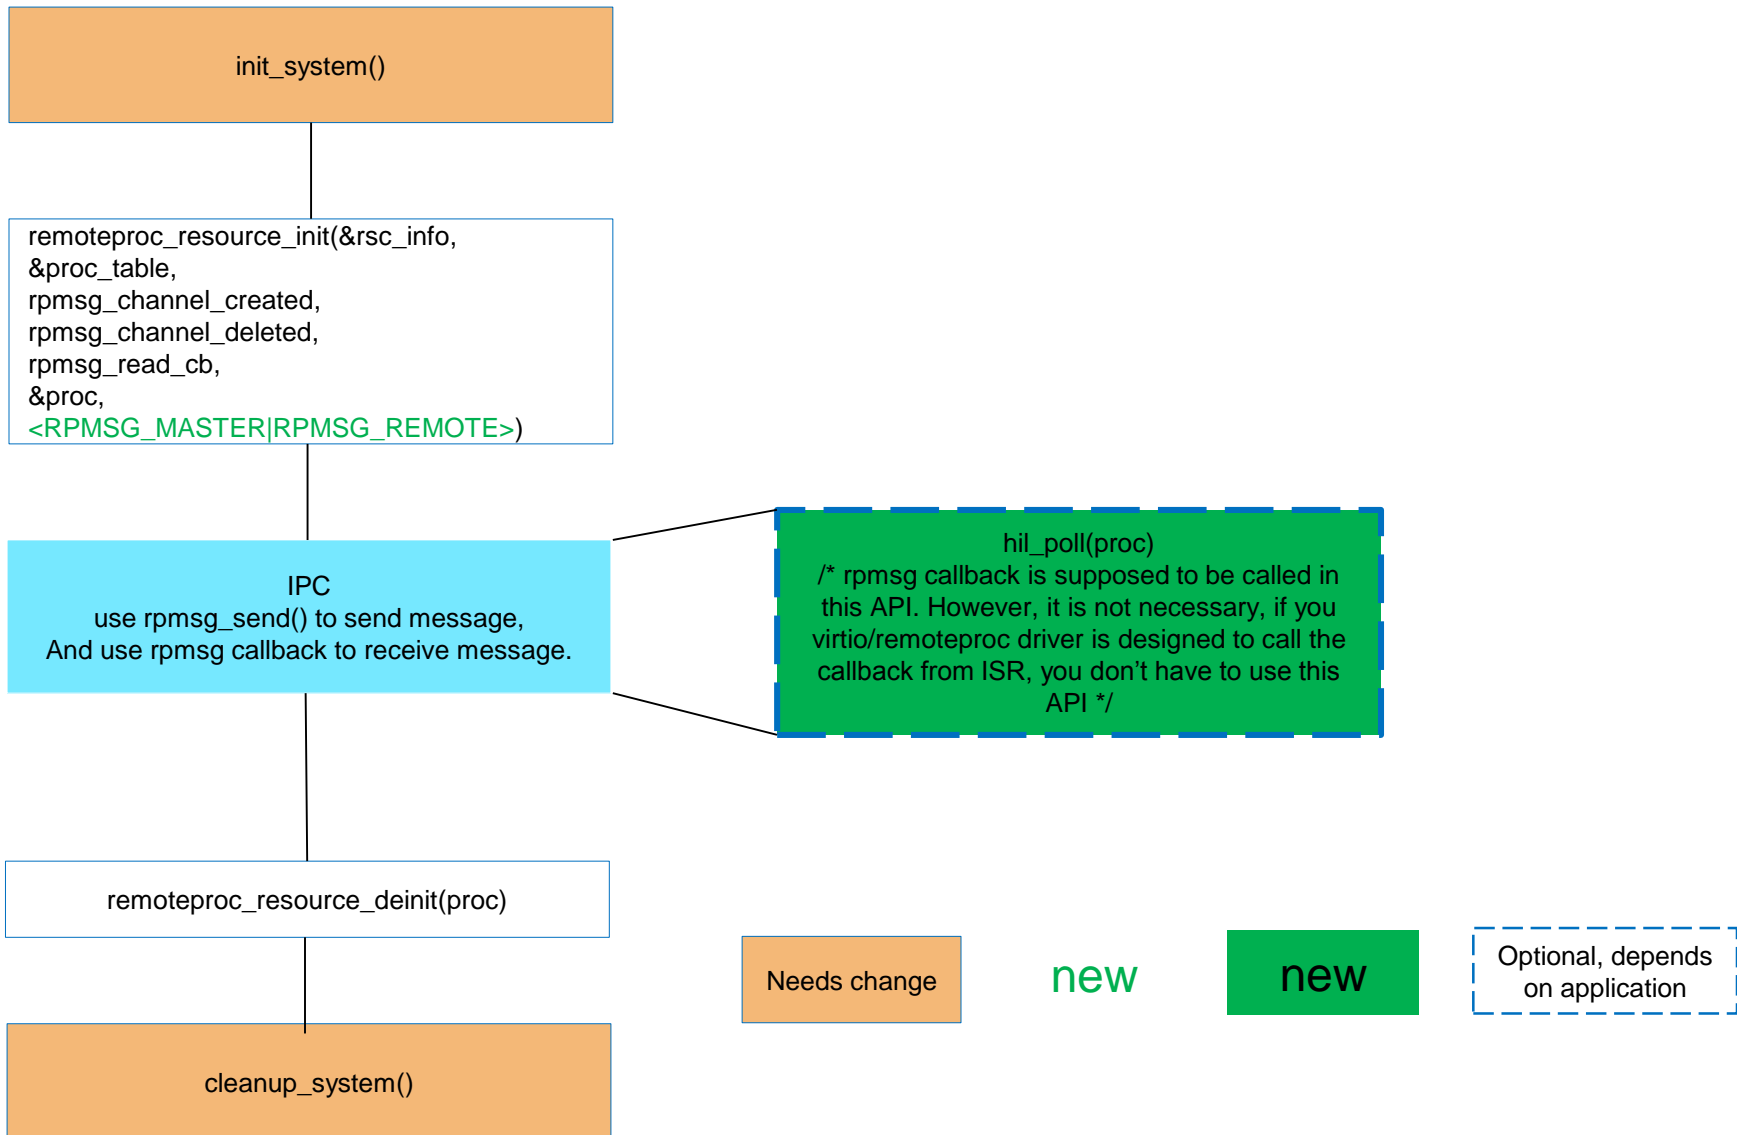 init_system()
remoteproc_resource_init(&rsc_info,
&proc_table,
rpmsg_channel_created,
rpmsg_channel_deleted,
rpmsg_read_cb,
&proc,
<RPMSG_MASTER|RPMSG_REMOTE>)
IPC
use rpmsg_send() to send message,
And use rpmsg callback to receive message.
hil_poll(proc)
/* rpmsg callback is supposed to be called in
this API. However, it is not necessary, if you
virtio/remoteproc driver is designed to call the
callback from ISR, you don’t have to use this
API */
remoteproc_resource_deinit(proc)
cleanup_system()
Needs change
new
new
Optional, depends
on application